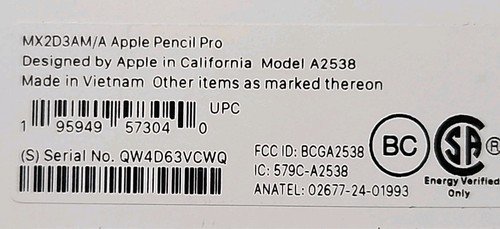 MX2D3AM/A Apple Pencil Pro
Designed by Apple in California Model A2538
Made in Vietnam Other items as marked thereon
UPC
1 95949 57304 0
(S) Serial No. QW4D63VCWQ
FCC ID: BCGA2538
IC: 579C-A2538
ANATEL: 02677-24-01993
BC
SA ®
Energy Verified
Only